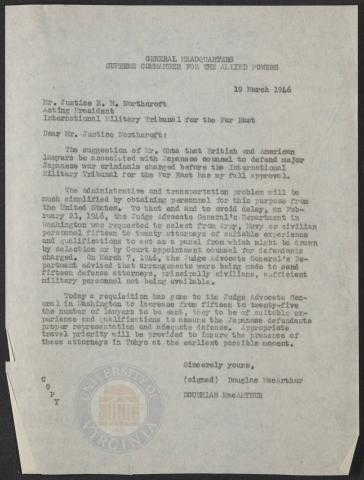 GENERAL HEADQUARTERS
SUPREME COMMANDER FOR THE ALLIED POWERS
19 March 1946
Mr. Justice E. H. Northcroft
Acting President
International Military Tribunal for the Far East
Dear Mr. Justice Northcroft:
The suggestion of Mr. Ohta that British and American
lawyers be associated with Japanese counsel to defend major
Japanese war criminals charged before the International
Military Tribunal for the Far East has my full approval.
The administrative and transportation problem will be
much simplified by obtaining personnel for this purpose from
the United States. To that end and to avoid delay, on Feb-
ruary 21, 1946, the Judge Advocate General's Department in
Washington was requested to select from Army, Navy or civilian
personnel fifteen to twenty attorneys of suitable experience
and qualifications to act as a panel from which might be drawn
by selection or by Court appointment counsel for defendants
charged. On March 7, 1946, the Judge Advocate General's De-
partment advised that arrangements were being made to send
fifteen defense attorneys, principally civilians, sufficient
military personnel not being available.
Today a requisition has gone to the Judge Advocate Gen-
eral in Washington to increase from fifteen to twenty-five
the number of lawyers to be sent, they to be of suitable ex-
perience and qualifications to assure the Japanese defendants
proper representation and adequate defense. Appropriate
travel priority will be provided to insure the presence of
these attorneys in Tokyo at the earliest possible moment.
Sincerely yours,
(signed) Douglas MacArthur
DOUGLAS MacARTHUR
C
O
P
Y
UNIVERSITY OF
VIRGINIA